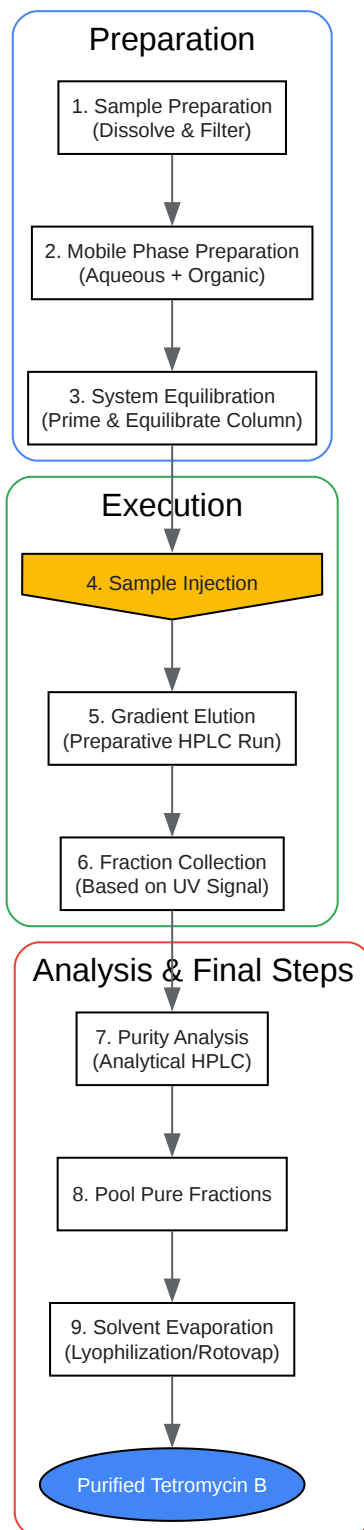 Preparation
1. Sample Preparation
(Dissolve & Filter)
2. Mobile Phase Preparation
(Aqueous + Organic)
3. System Equilibration
(Prime & Equilibrate Column)
Execution
4. Sample Injection
5. Gradient Elution
(Preparative HPLC Run)
6. Fraction Collection
(Based on UV Signal)
Analysis & Final Steps
7. Purity Analysis
(Analytical HPLC)
8. Pool Pure Fractions
9. Solvent Evaporation
(Lyophilization/Rotovap)
Purified Tetromycin B